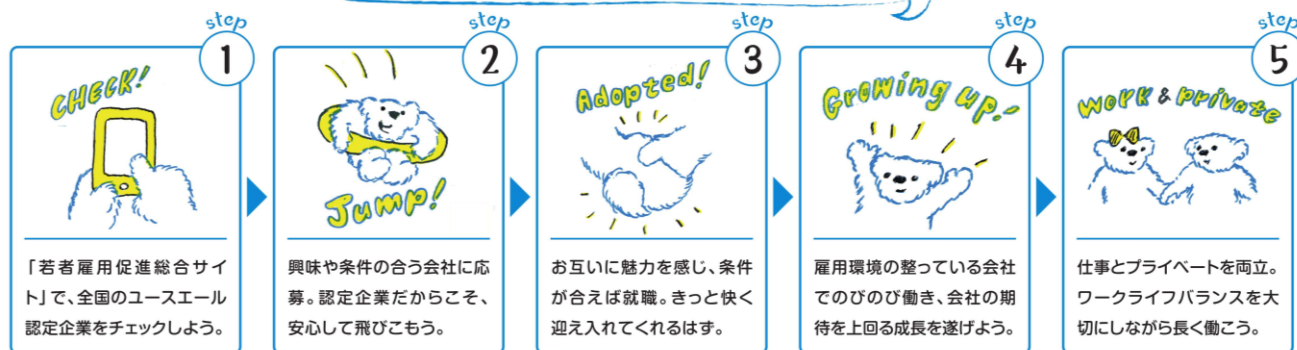 step
1
CHECK!
「若者雇用促進総合サイ
ト」で、全国のユースエール
認定企業をチェックしよう。
step
2
Jump!
興味や条件の合う会社に応
募。認定企業だからこそ、
安心して飛びこもう。
step
3
Adopted!
お互いに魅力を感じ、条件
が合えば就職。きっと快く
迎え入れてくれるはず。
step
4
Growing up!
雇用環境の整っている会社
でのびのび働き、会社の期
待を上回る成長を遂げよう。
step
5
work & private
仕事とプライベートを両立。
ワークライフバランスを大
切にしながら長く働こう。